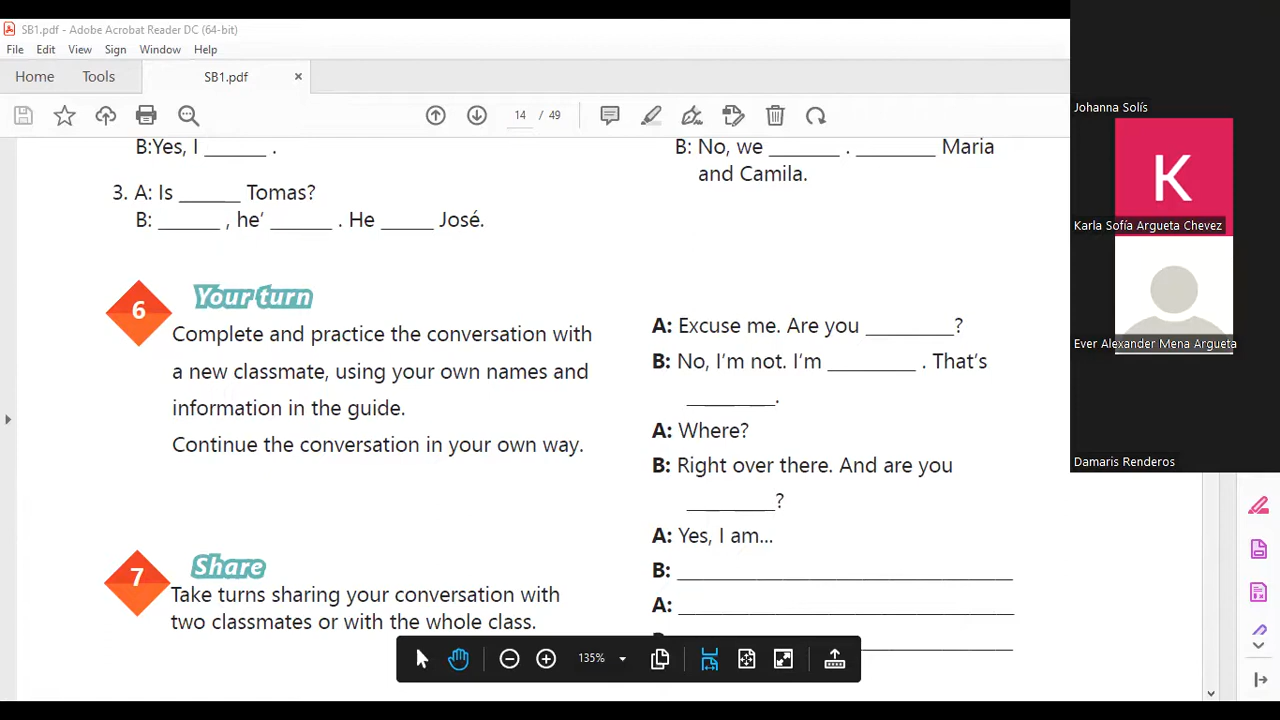 SB1.pdf - Adobe Acrobat Reader DC (64-bit)
File Edit View Sign Window Help
Home Tools SB1.pdf ×
14 / 49
B:Yes, I ______ .
3. A: Is ______ Tomas?
B: ______ , he' ______ . He _____ José.
B: No, we _______ . ________ Maria
and Camila.
6 Your turn
Complete and practice the conversation with
a new classmate, using your own names and
information in the guide.
Continue the conversation in your own way.
A: Excuse me. Are you _________?
B: No, I'm not. I'm _________ . That's
_________.
A: Where?
B: Right over there. And are you
_________?
A: Yes, I am...
B: __________________________________
A: __________________________________
7 Share
Take turns sharing your conversation with
two classmates or with the whole class.
135%
Johanna Solís
K
Karla Sofía Argueta Chevez
Ever Alexander Mena Argueta
Damaris Renderos